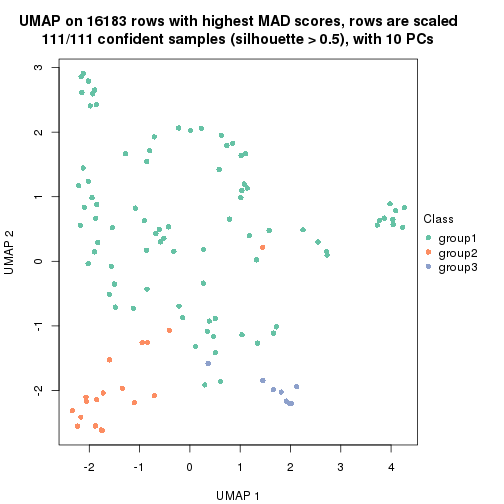 UMAP on 16183 rows with highest MAD scores, rows are scaled
111/111 confident samples (silhouette > 0.5), with 10 PCs
3
2
1
0
-1
-2
UMAP 2
-2 -1 0 1 2 3 4
UMAP 1
Class
group1
group2
group3